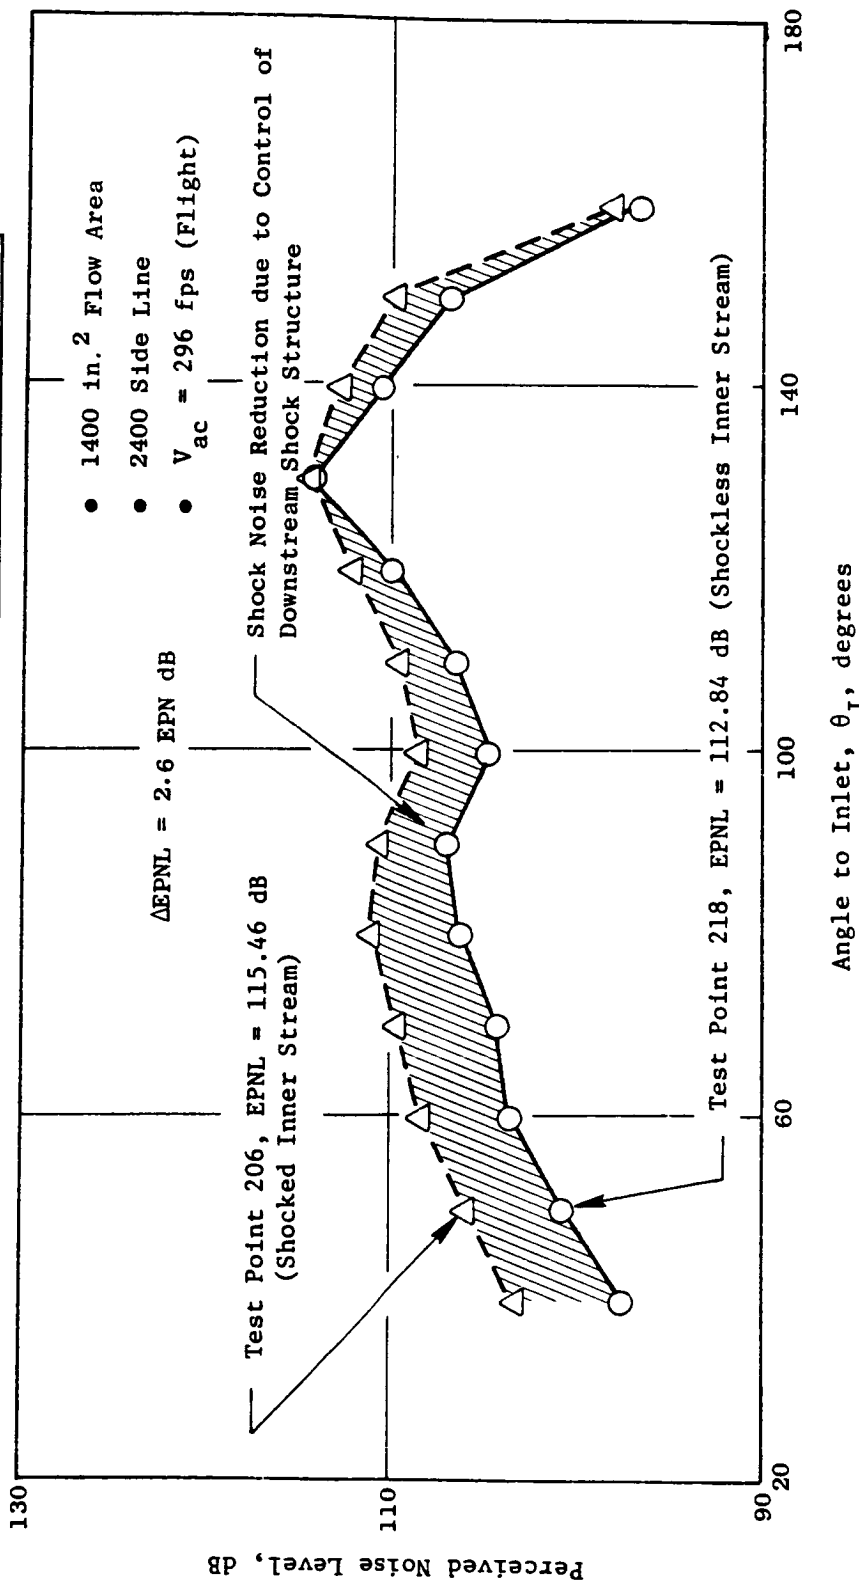 Perceived Noise Level, dB
130
110
90
20
60
100
140
180
Angle to Inlet, θI, degrees
ΔEPNL = 2.6 EPN dB
• 1400 in.2 Flow Area
• 2400 Side Line
• Vac = 296 fps (Flight)
Test Point 206, EPNL = 115.46 dB
(Shocked Inner Stream)
Shock Noise Reduction due to Control of
Downstream Shock Structure
Test Point 218, EPNL = 112.84 dB (Shockless Inner Stream)